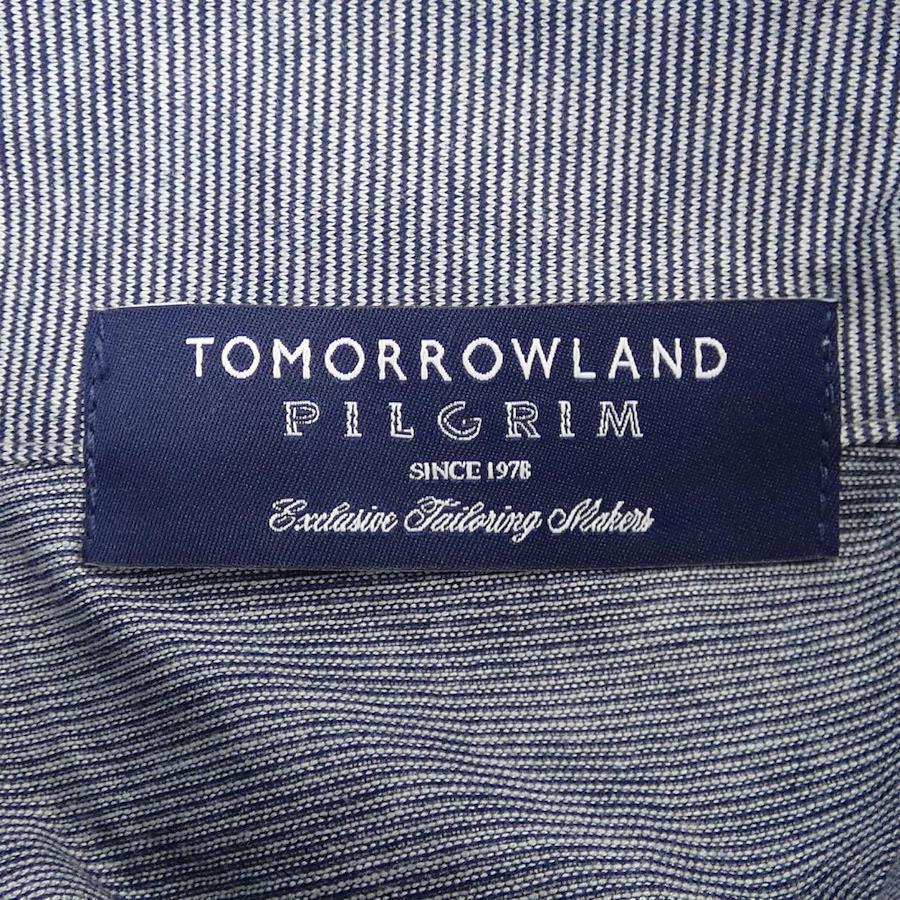 TOMORROWLAND
PILGRIM
SINCE 1978
Exclusive Tailoring Makers